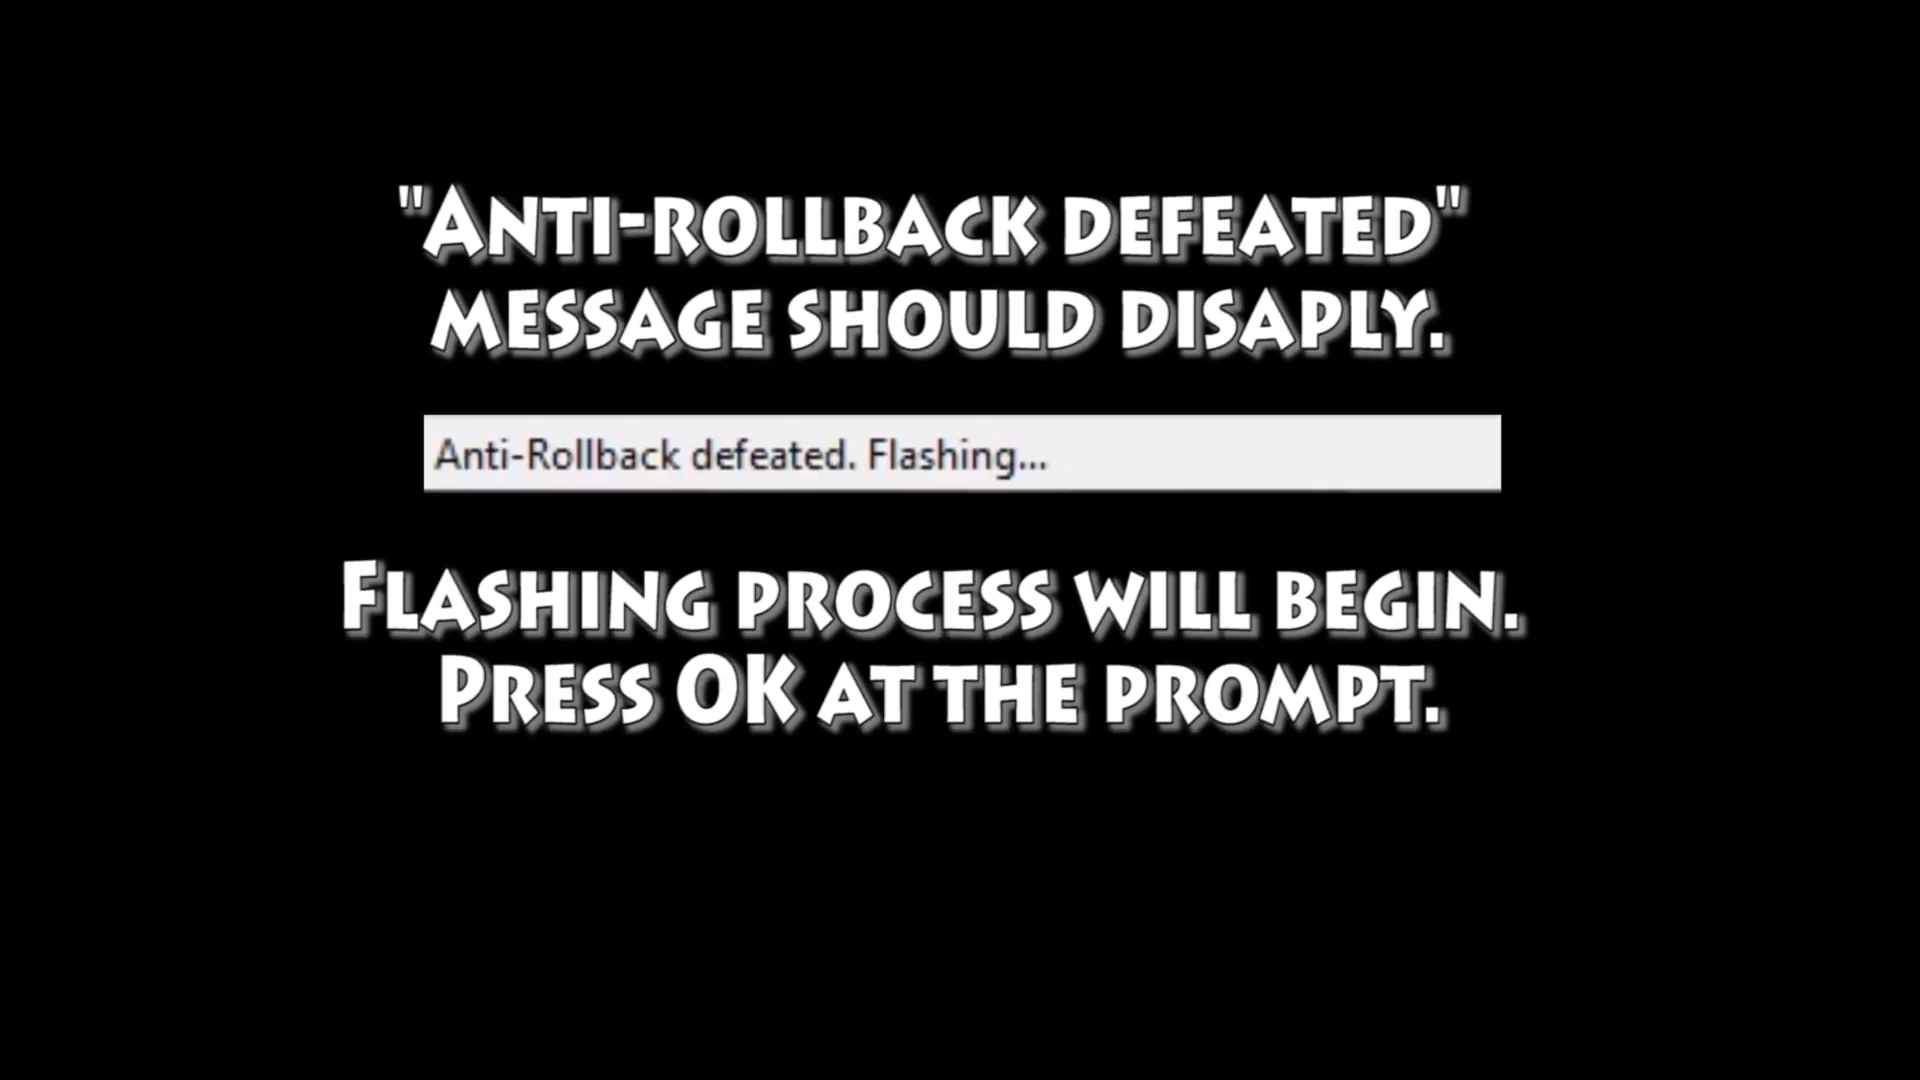 "Anti-rollback defeated"
message should disaply.
Anti-Rollback defeated. Flashing...
Flashing process will begin.
Press OK at the prompt.